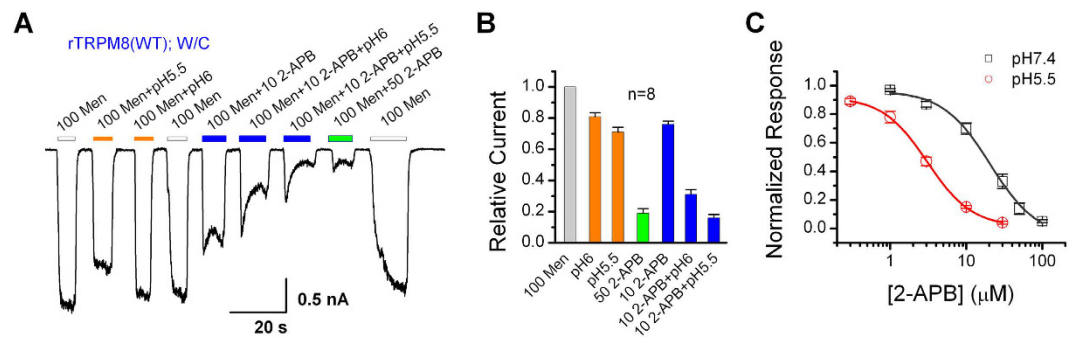 A
rTRPM8(WT); W/C
100 Men
100 Men+pH5.5
100 Men+pH6
100 Men
100 Men+10 2-APB
100 Men+10 2-APB+pH6
100 Men+10 2-APB+pH5.5
100 Men+50 2-APB
100 Men
0.5 nA
20 s
B
Relative Current
1.0
0.8
0.6
0.4
0.2
0.0
n=8
100 Men
pH6
pH5.5
50 2-APB
10 2-APB
10 2-APB+pH6
10 2-APB+pH5.5
C
Normalized Response
1.0
0.8
0.6
0.4
0.2
0.0
pH7.4
pH5.5
1
10
100
[2-APB] (μM)